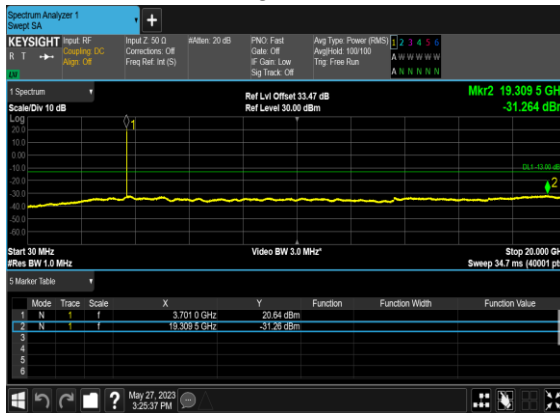 Spectrum Analyzer 1
Swept SA
+
KEYSIGHT Input: RF Input Z: 50 Ω #Atten: 20 dB PNO: Fast Avg Type: Power (RMS) 1 2 3 4 5 6
R T Coupling: DC Corrections: Off Gate: Off Avg|Hold: 100/100 A W W W W W
Align: Off Freq Ref: Int (S) IF Gain: Low Trig: Free Run
LXI Sig Track: Off A N N N N N
1 Spectrum Ref Lvl Offset 33.47 dB Mkr2 19.309 5 GH
Scale/Div 10 dB Ref Level 30.00 dBm -31.264 dB
Log
20.0
10.0
0.00
-10.0
-20.0
-30.0
-40.0
-50.0
-60.0
1
DL1 -13.00 dB
2
Start 30 MHz Video BW 3.0 MHz* Stop 20.000 GH
#Res BW 1.0 MHz Sweep 34.7 ms (40001 pt
5 Marker Table
Mode Trace Scale X Y Function Function Width Function Value
1 N 1 f 3.701 0 GHz 20.64 dBm
2 N 1 f 19.309 5 GHz -31.26 dBm
3
4
5
6
? May 27, 2023
3:25:37 PM